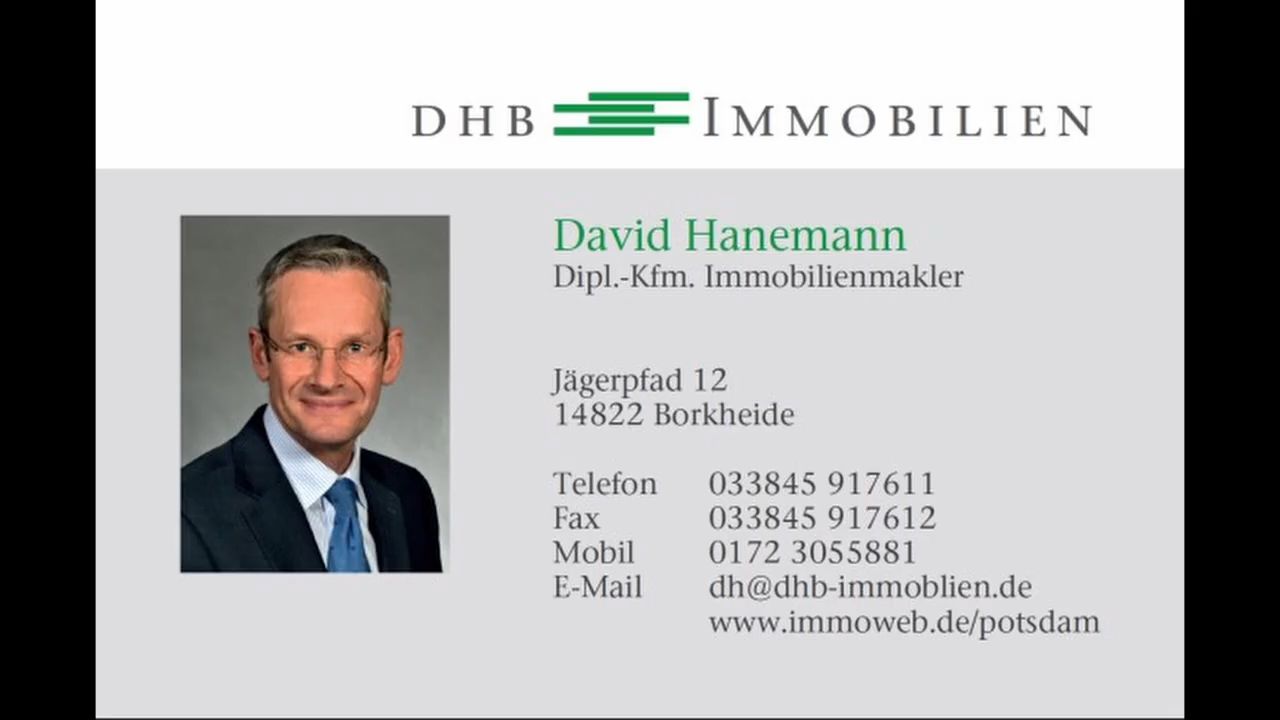 DHB IMMOBILIEN
David Hanemann
Dipl.-Kfm. Immobilienmakler
Jägerpfad 12
14822 Borkheide
Telefon 033845 917611
Fax 033845 917612
Mobil 0172 3055881
E-Mail dh@dhb-immoblien.de
www.immoweb.de/potsdam